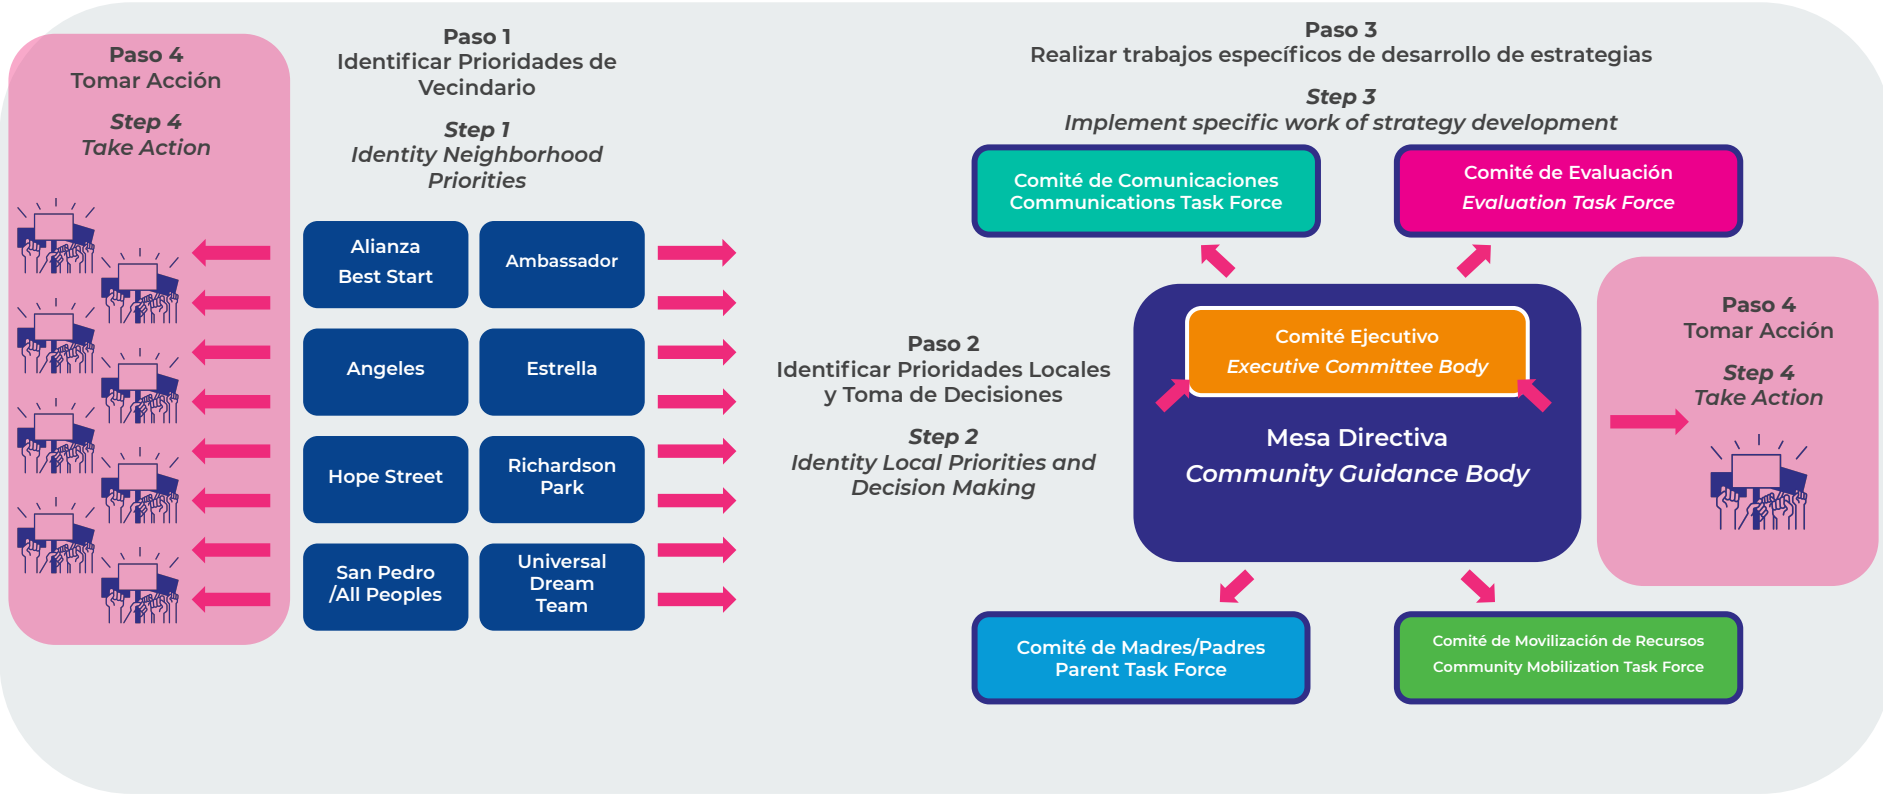 Paso 4
Tomar Acción
Step 4
Take Action
Paso 1
Identificar Prioridades de
Vecindario
Step 1
Identity Neighborhood
Priorities
Alianza
Best Start
Ambassador
Angeles
Estrella
Hope Street
Richardson
Park
San Pedro
/All Peoples
Universal
Dream
Team
Paso 2
Identificar Prioridades Locales
y Toma de Decisiones
Step 2
Identity Local Priorities and
Decision Making
Paso 3
Realizar trabajos específicos de desarrollo de estrategias
Step 3
Implement specific work of strategy development
Comité de Comunicaciones
Communications Task Force
Comité de Evaluación
Evaluation Task Force
Comité Ejecutivo
Executive Committee Body
Mesa Directiva
Community Guidance Body
Comité de Madres/Padres
Parent Task Force
Comité de Movilización de Recursos
Community Mobilization Task Force
Paso 4
Tomar Acción
Step 4
Take Action